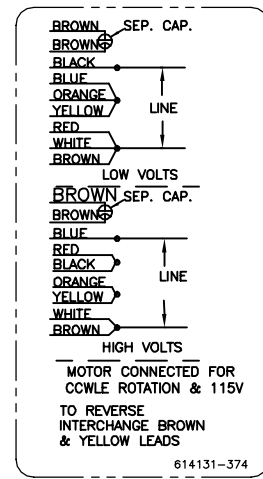 BROWN SEP. CAP.
BROWN
BLACK
BLUE
ORANGE
LINE
YELLOW
RED
WHITE
BROWN
LOW VOLTS
BROWN SEP. CAP.
BROWN
BLUE
RED
BLACK
LINE
ORANGE
YELLOW
WHITE
BROWN
HIGH VOLTS
MOTOR CONNECTED FOR
CCWLE ROTATION & 115V
TO REVERSE
INTERCHANGE BROWN
& YELLOW LEADS
614131-374